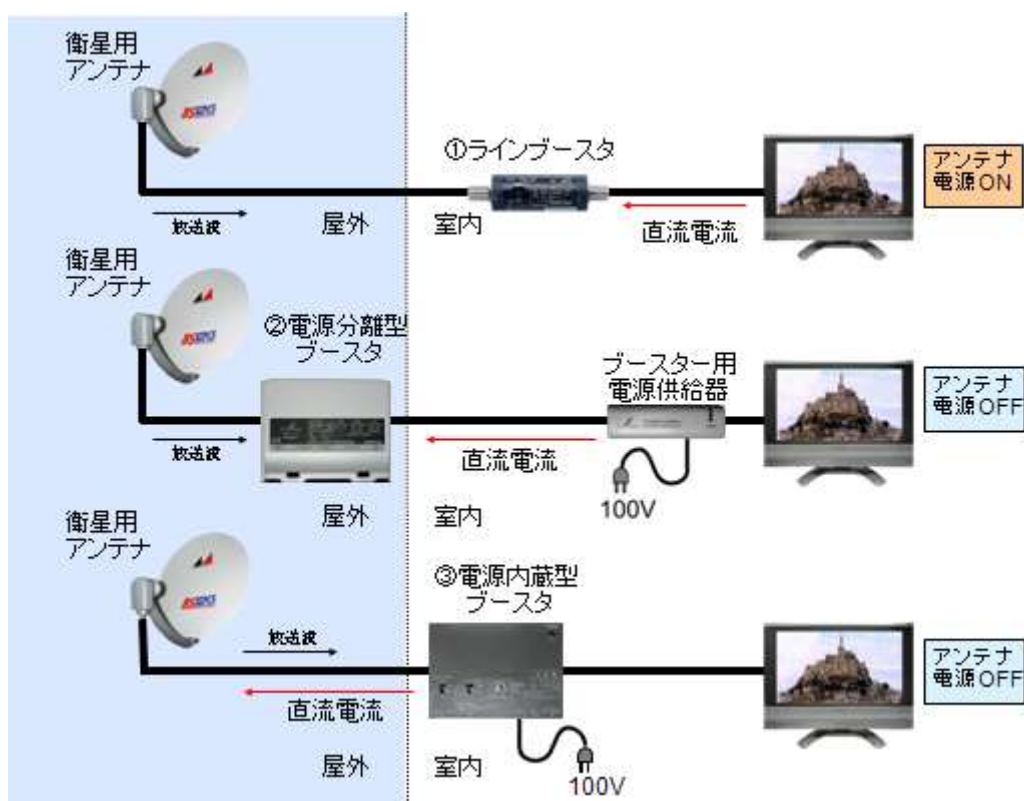 衛星用
アンテナ
①ラインブースタ
アンテナ
電源ON
放送波
屋外
室内
直流電流
衛星用
アンテナ
②電源分離型
ブースタ
ブースター用
電源供給器
アンテナ
電源OFF
放送波
直流電流
100V
屋外
室内
衛星用
アンテナ
③電源内蔵型
ブースタ
放送波
アンテナ
電源OFF
直流電流
屋外
室内
100V